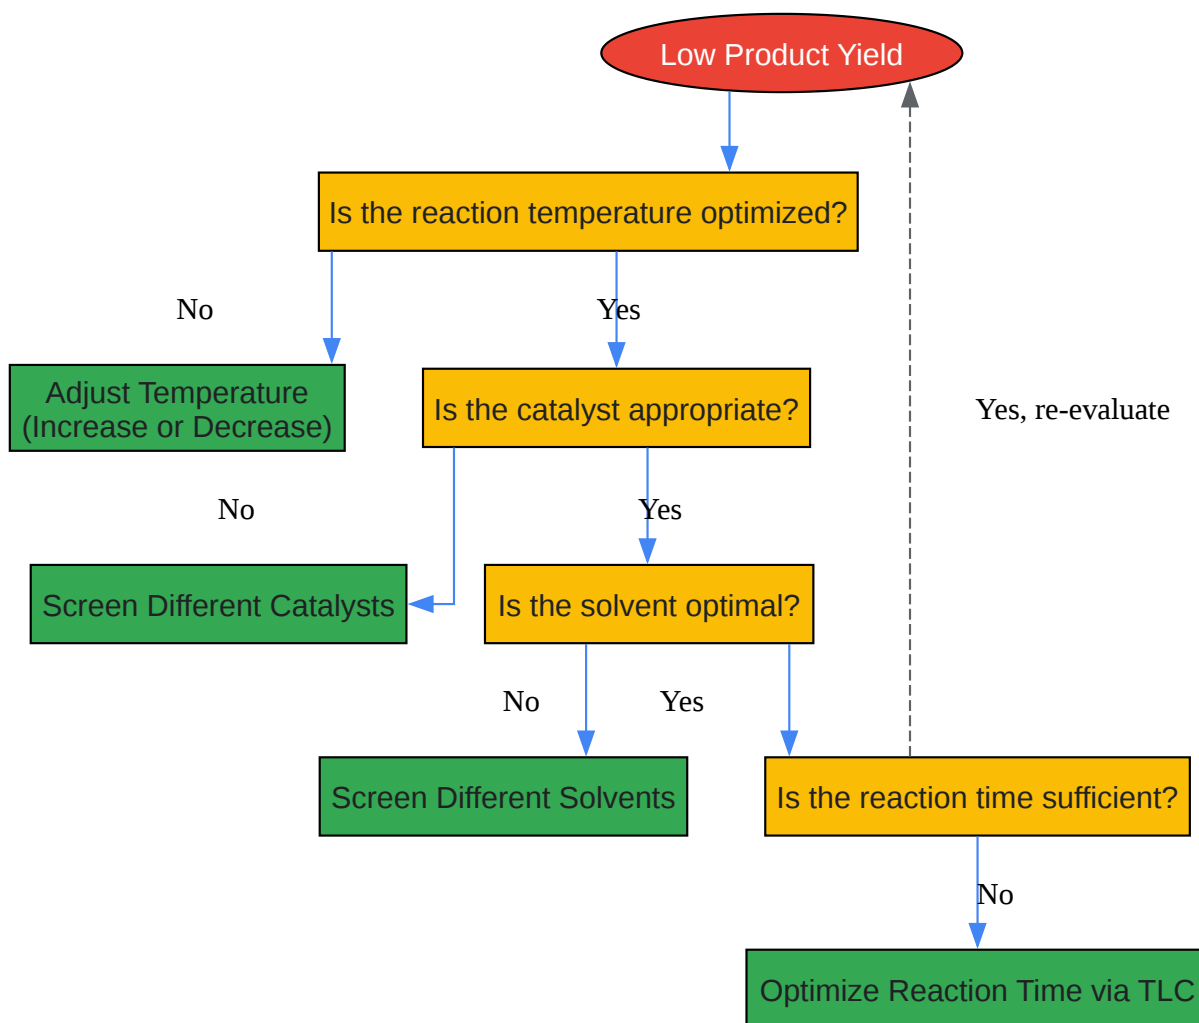 Low Product Yield
Is the reaction temperature optimized?
No
Yes
Adjust Temperature
(Increase or Decrease)
Is the catalyst appropriate?
Yes, re-evaluate
No
Yes
Screen Different Catalysts
Is the solvent optimal?
No
Yes
Screen Different Solvents
Is the reaction time sufficient?
No
Optimize Reaction Time via TLC